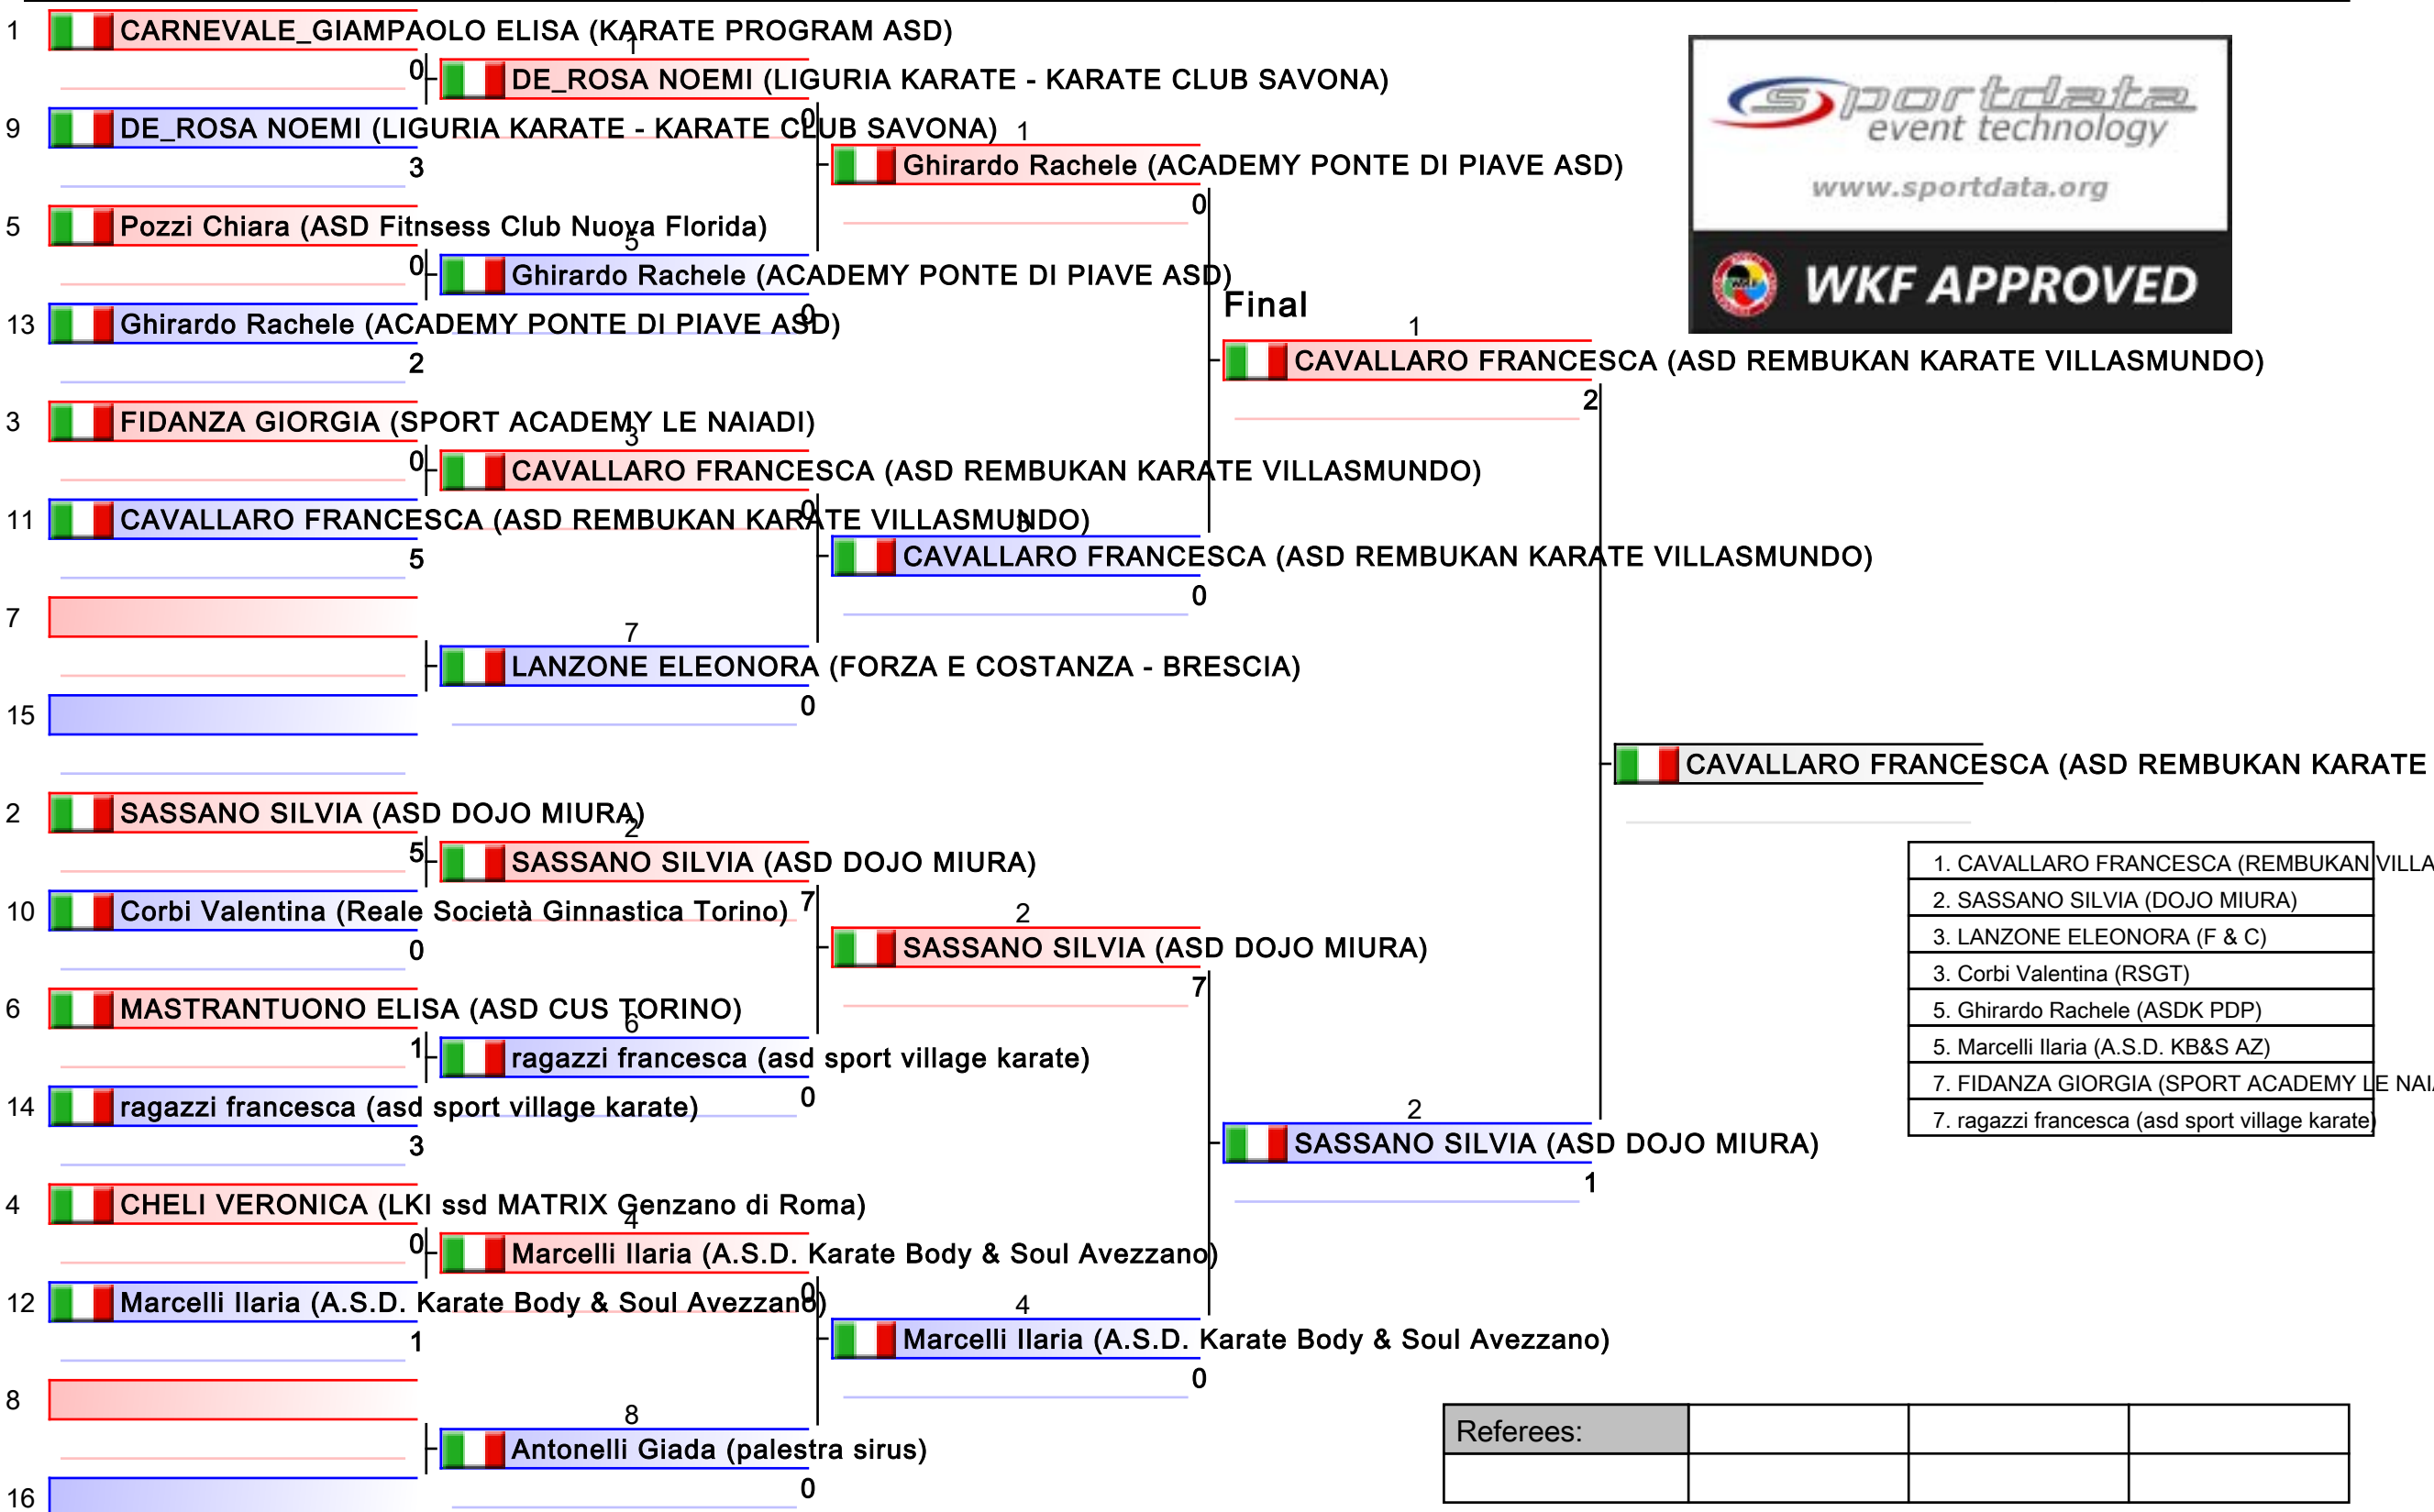 1 CARNEVALE_GIAMPAOLO ELISA (KARATE PROGRAM ASD)
0
1
DE_ROSA NOEMI (LIGURIA KARATE - KARATE CLUB SAVONA)
0
9 DE_ROSA NOEMI (LIGURIA KARATE - KARATE CLUB SAVONA)
3
1
Ghirardo Rachele (ACADEMY PONTE DI PIAVE ASD)
0
5 Pozzi Chiara (ASD Fitnsess Club Nuova Florida)
0
5
Ghirardo Rachele (ACADEMY PONTE DI PIAVE ASD)
0
13 Ghirardo Rachele (ACADEMY PONTE DI PIAVE ASD)
2
Final
1
CAVALLARO FRANCESCA (ASD REMBUKAN KARATE VILLASMUNDO)
2
3 FIDANZA GIORGIA (SPORT ACADEMY LE NAIADI)
0
3
CAVALLARO FRANCESCA (ASD REMBUKAN KARATE VILLASMUNDO)
0
11 CAVALLARO FRANCESCA (ASD REMBUKAN KARATE VILLASMUNDO)
5
3
CAVALLARO FRANCESCA (ASD REMBUKAN KARATE VILLASMUNDO)
0
7
7
LANZONE ELEONORA (FORZA E COSTANZA - BRESCIA)
0
15
CAVALLARO FRANCESCA (ASD REMBUKAN KARATE
2 SASSANO SILVIA (ASD DOJO MIURA)
5
2
SASSANO SILVIA (ASD DOJO MIURA)
7
10 Corbi Valentina (Reale Società Ginnastica Torino)
0
2
SASSANO SILVIA (ASD DOJO MIURA)
7
6 MASTRANTUONO ELISA (ASD CUS TORINO)
1
6
ragazzi francesca (asd sport village karate)
0
14 ragazzi francesca (asd sport village karate)
3
2
SASSANO SILVIA (ASD DOJO MIURA)
1
4 CHELI VERONICA (LKI ssd MATRIX Genzano di Roma)
0
4
Marcelli Ilaria (A.S.D. Karate Body & Soul Avezzano)
0
12 Marcelli Ilaria (A.S.D. Karate Body & Soul Avezzano)
1
4
Marcelli Ilaria (A.S.D. Karate Body & Soul Avezzano)
0
8
8
Antonelli Giada (palestra sirus)
0
16
sportdata
event technology
www.sportdata.org
WKF APPROVED
1. CAVALLARO FRANCESCA (REMBUKAN VILLA
2. SASSANO SILVIA (DOJO MIURA)
3. LANZONE ELEONORA (F & C)
3. Corbi Valentina (RSGT)
5. Ghirardo Rachele (ASDK PDP)
5. Marcelli Ilaria (A.S.D. KB&S AZ)
7. FIDANZA GIORGIA (SPORT ACADEMY LE NAI
7. ragazzi francesca (asd sport village karate)
Referees: